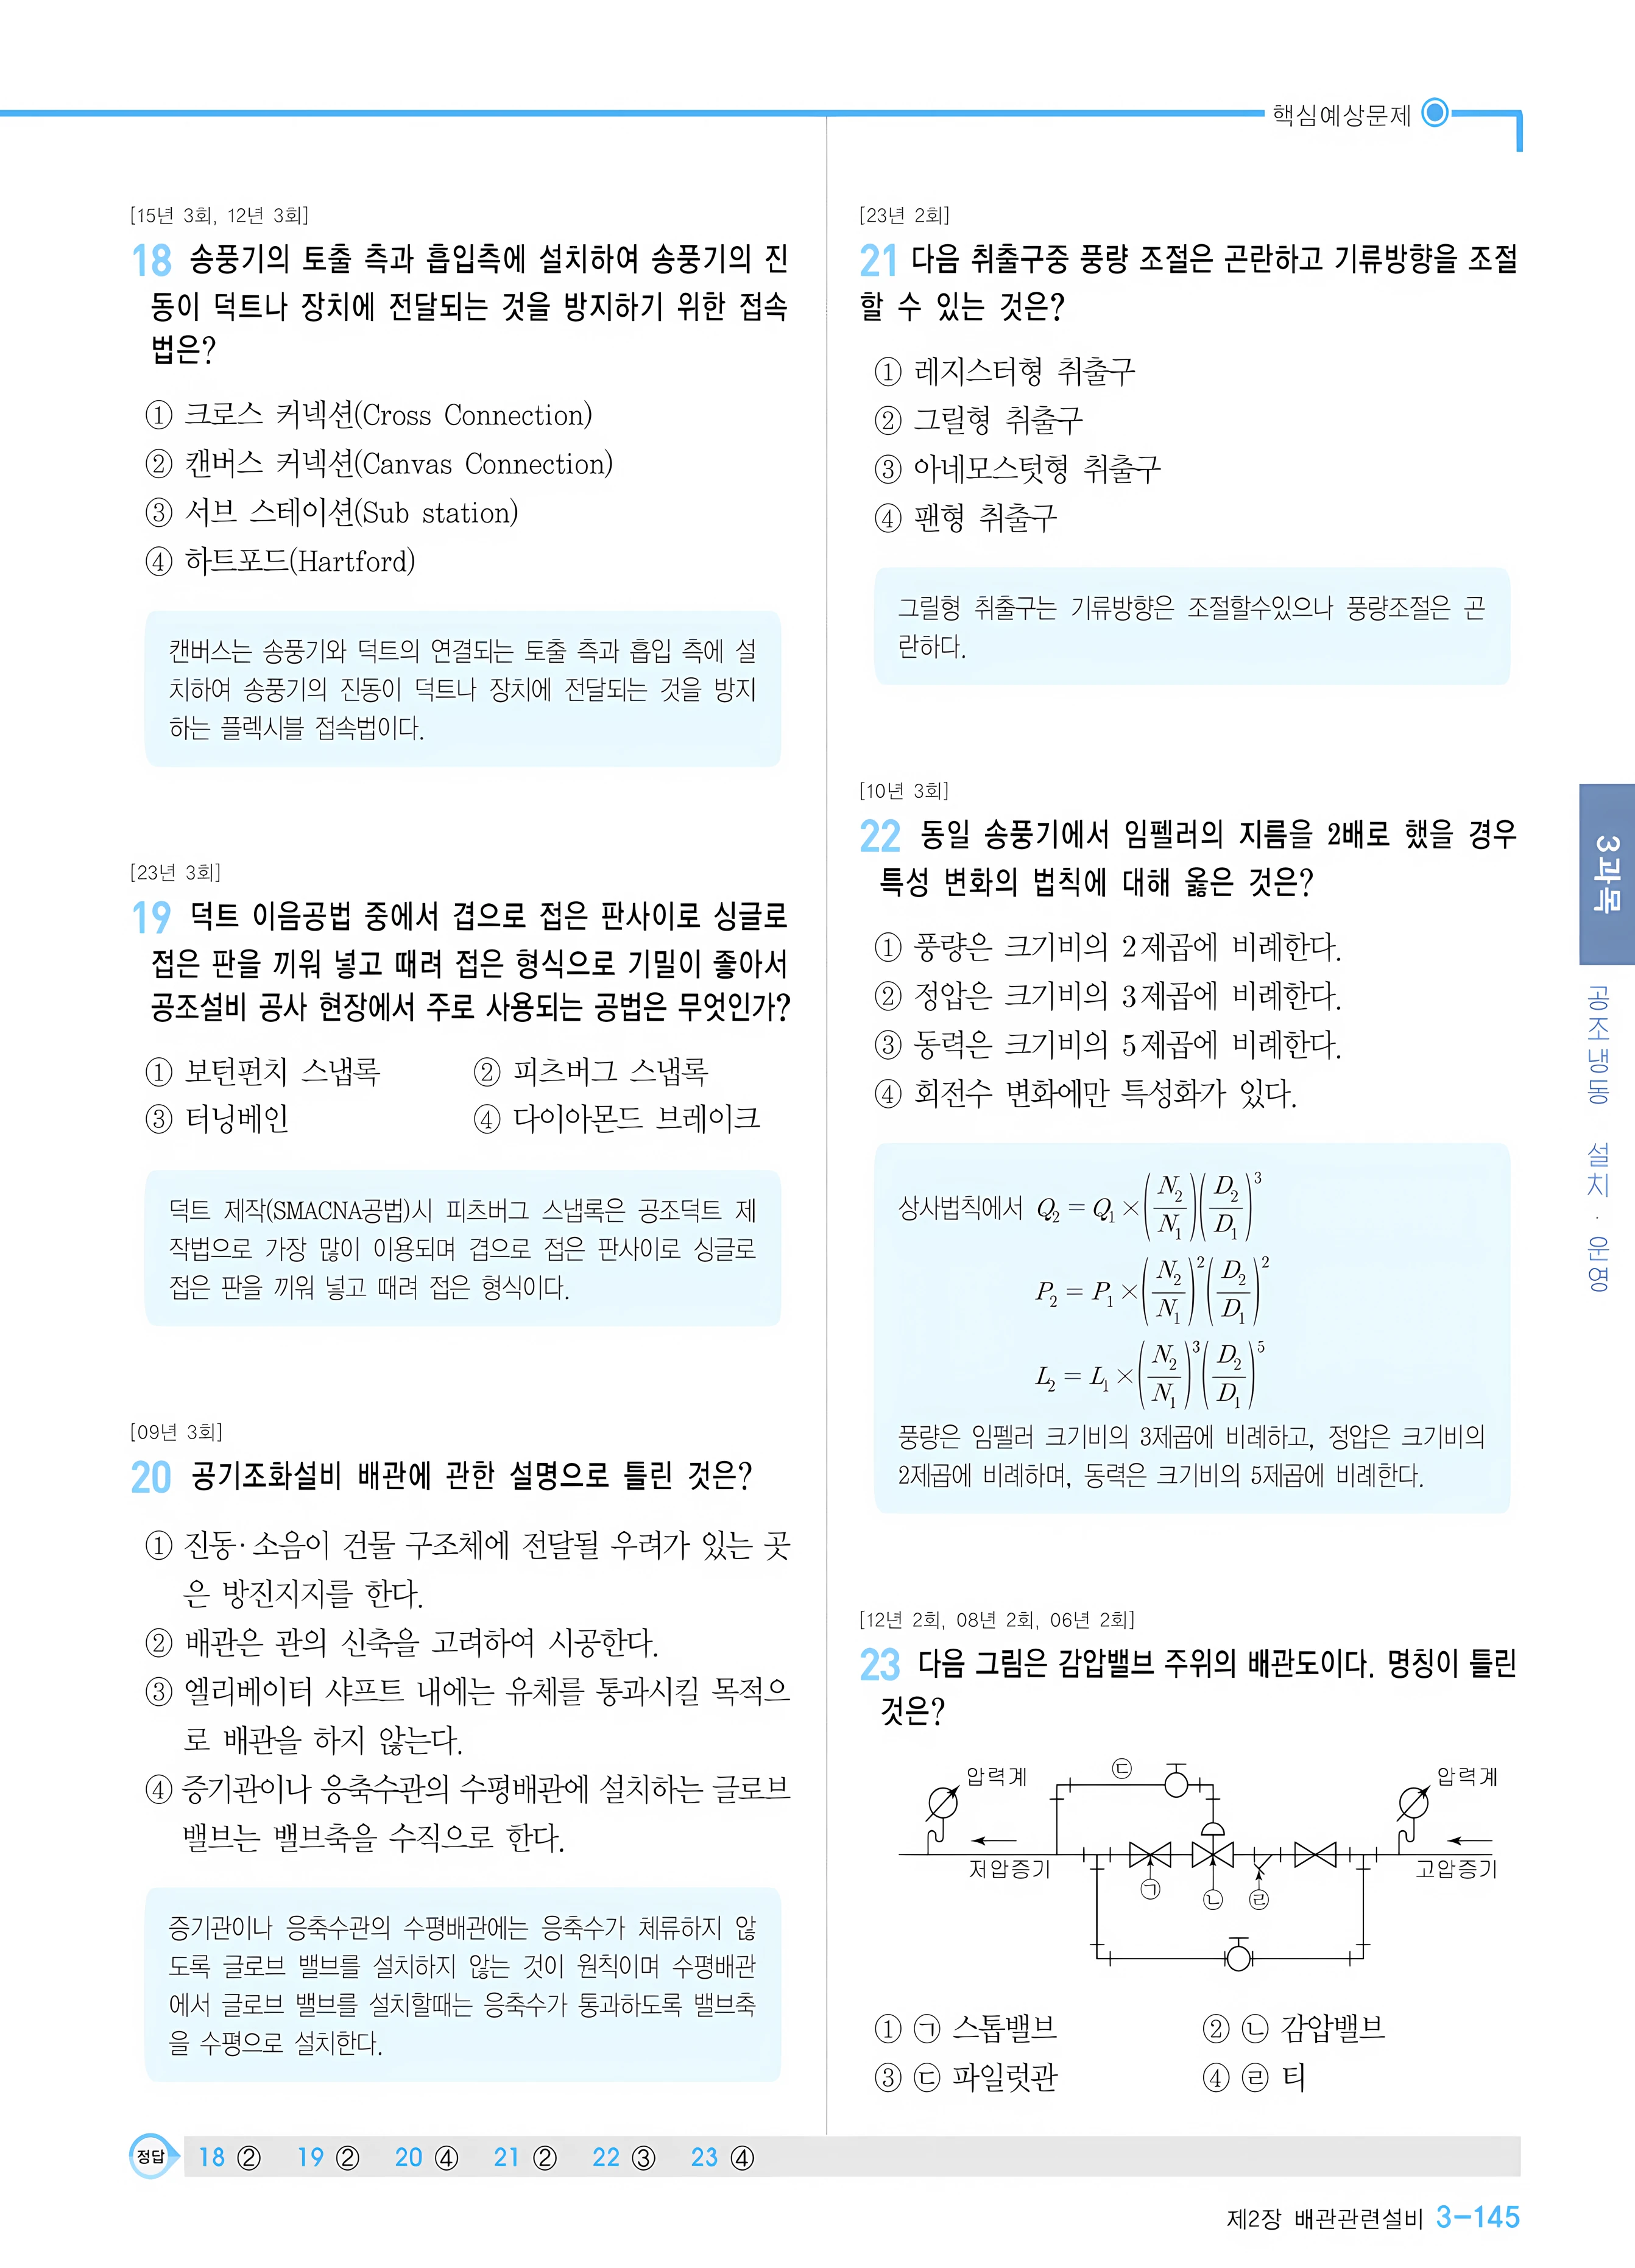 핵심예상문제
[15년 3회, 12년 3회]
18 송풍기의 토출 측과 흡입측에 설치하여 송풍기의 진
동이 덕트나 장치에 전달되는 것을 방지하기 위한 접속
법은?
① 크로스 커넥션(Cross Connection)
② 캔버스 커넥션(Canvas Connection)
③ 서브 스테이션(Sub station)
④ 하트포드(Hartford)
캔버스는 송풍기와 덕트의 연결되는 토출 측과 흡입 측에 설
치하여 송풍기의 진동이 덕트나 장치에 전달되는 것을 방지
하는 플렉시블 접속법이다.
[23년 3회]
19 덕트 이음공법 중에서 겹으로 접은 판사이로 싱글로
접은 판을 끼워 넣고 때려 접은 형식으로 기밀이 좋아서
공조설비 공사 현장에서 주로 사용되는 공법은 무엇인가?
① 보턴펀치 스냅록 ② 피츠버그 스냅록
③ 터닝베인 ④ 다이아몬드 브레이크
덕트 제작(SMACNA공법)시 피츠버그 스냅록은 공조덕트 제
작법으로 가장 많이 이용되며 겹으로 접은 판사이로 싱글로
접은 판을 끼워 넣고 때려 접은 형식이다.
[09년 3회]
20 공기조화설비 배관에 관한 설명으로 틀린 것은?
① 진동·소음이 건물 구조체에 전달될 우려가 있는 곳
은 방진지지를 한다.
② 배관은 관의 신축을 고려하여 시공한다.
③ 엘리베이터 샤프트 내에는 유체를 통과시킬 목적으
로 배관을 하지 않는다.
④ 증기관이나 응축수관의 수평배관에 설치하는 글로브
밸브는 밸브축을 수직으로 한다.
증기관이나 응축수관의 수평배관에는 응축수가 체류하지 않
도록 글로브 밸브를 설치하지 않는 것이 원칙이며 수평배관
에서 글로브 밸브를 설치할때는 응축수가 통과하도록 밸브축
을 수평으로 설치한다.
[23년 2회]
21 다음 취출구중 풍량 조절은 곤란하고 기류방향을 조절
할 수 있는 것은?
① 레지스터형 취출구
② 그릴형 취출구
③ 아네모스텃형 취출구
④ 팬형 취출구
그릴형 취출구는 기류방향은 조절할수있으나 풍량조절은 곤
란하다.
[10년 3회]
22 동일 송풍기에서 임펠러의 지름을 2배로 했을 경우
특성 변화의 법칙에 대해 옳은 것은?
① 풍량은 크기비의 2제곱에 비례한다.
② 정압은 크기비의 3제곱에 비례한다.
③ 동력은 크기비의 5제곱에 비례한다.
④ 회전수 변화에만 특성화가 있다.
상사법칙에서 Q₂ = Q₁ × (N₂/N₁)(D₂/D₁)³
P₂ = P₁ × (N₂/N₁)²(D₂/D₁)²
L₂ = L₁ × (N₂/N₁)³(D₂/D₁)⁵
풍량은 임펠러 크기비의 3제곱에 비례하고, 정압은 크기비의
2제곱에 비례하며, 동력은 크기비의 5제곱에 비례한다.
[12년 2회, 08년 2회, 06년 2회]
23 다음 그림은 감압밸브 주위의 배관도이다. 명칭이 틀린
것은?
압력계 ㉢ 압력계
저압증기 고압증기
㉠ ㉡ ㉣
① ㉠ 스톱밸브 ② ㉡ 감압밸브
③ ㉢ 파일럿관 ④ ㉣ 티
3과목
공조냉동 설치·운영
정답 18 ② 19 ② 20 ④ 21 ② 22 ③ 23 ④
제2장 배관관련설비 3-145